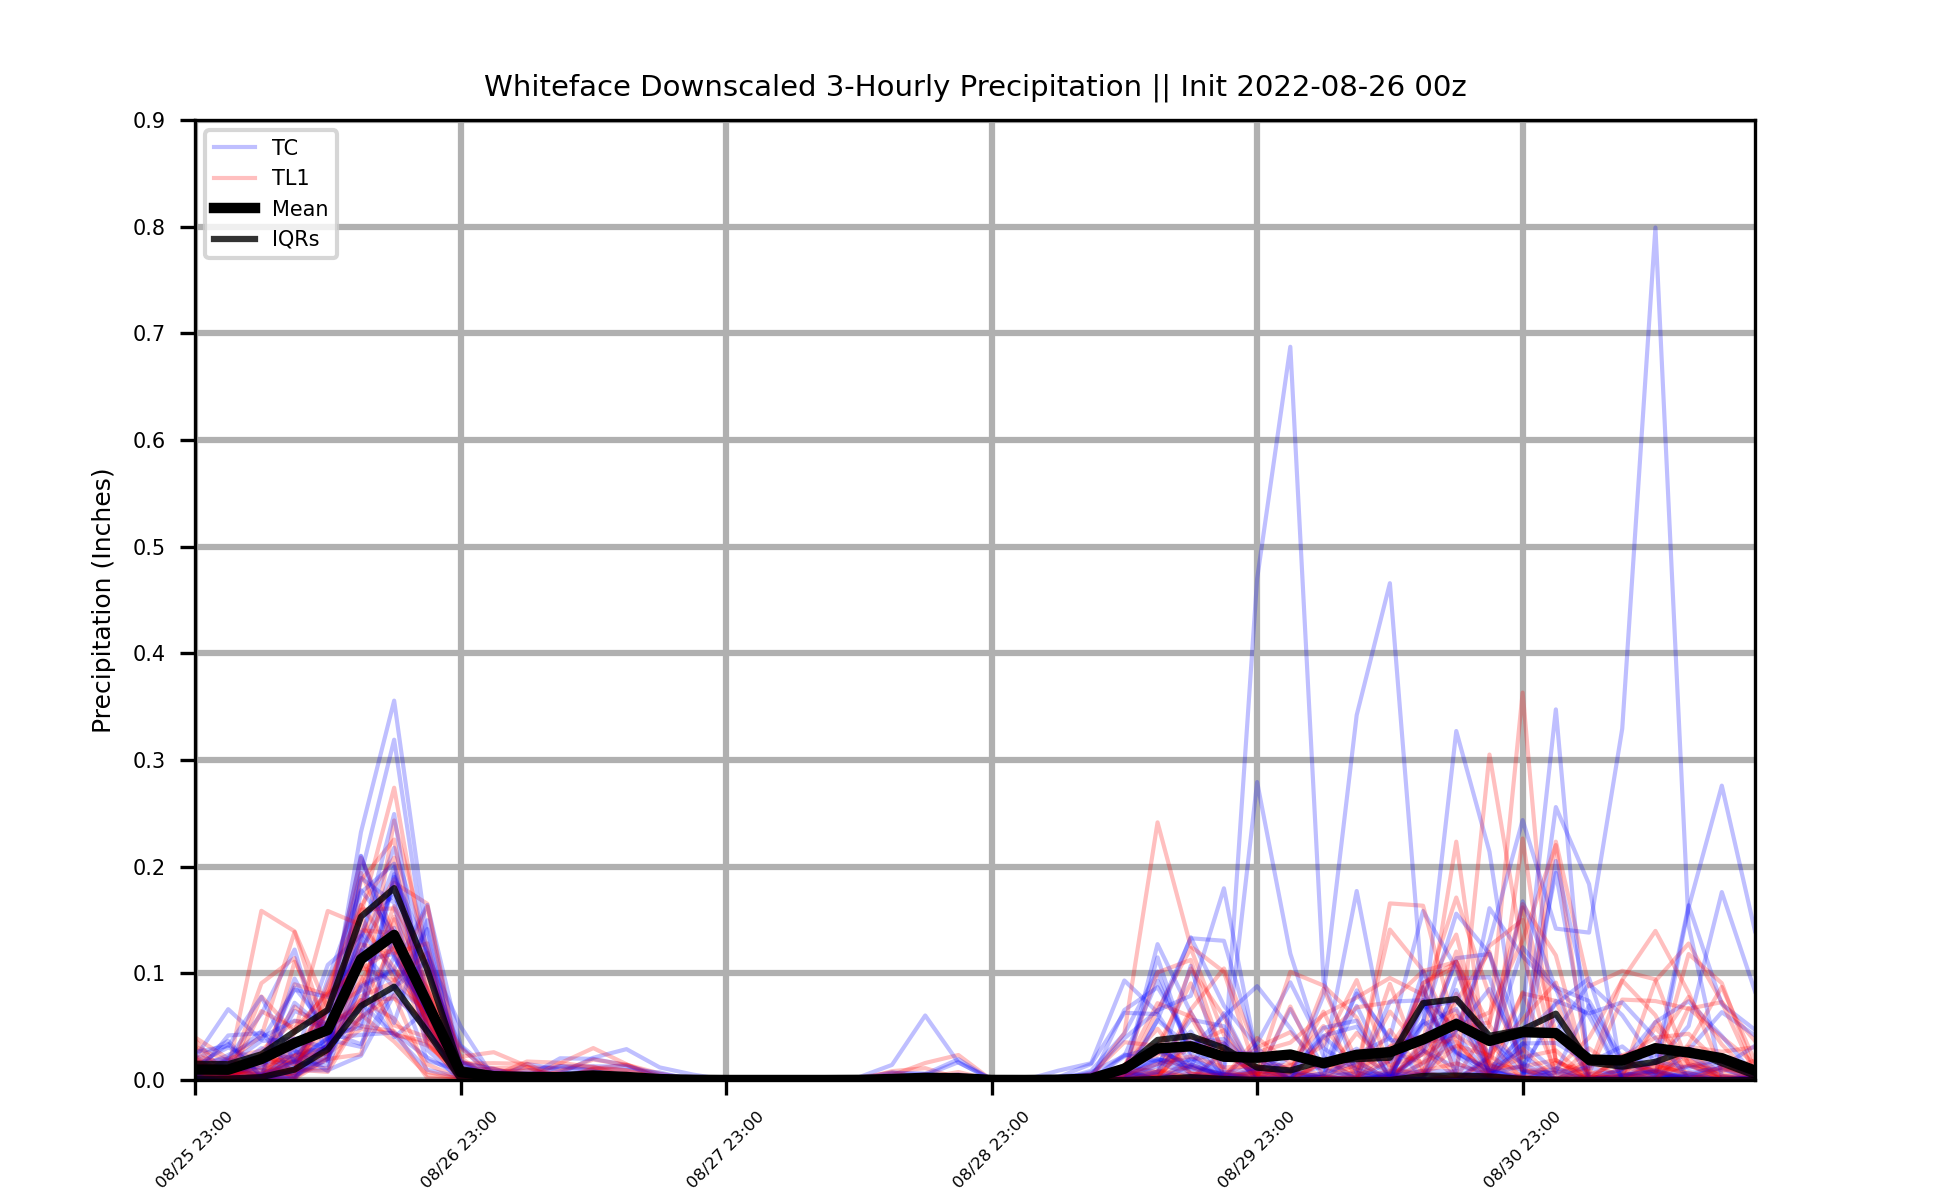 Whiteface Downscaled 3-Hourly Precipitation || Init 2022-08-26 00z
TC
TL1
Mean
IQRs
Precipitation (Inches)
0.9
0.8
0.7
0.6
0.5
0.4
0.3
0.2
0.1
0.0
08/25 23:00
08/26 23:00
08/27 23:00
08/28 23:00
08/29 23:00
08/30 23:00